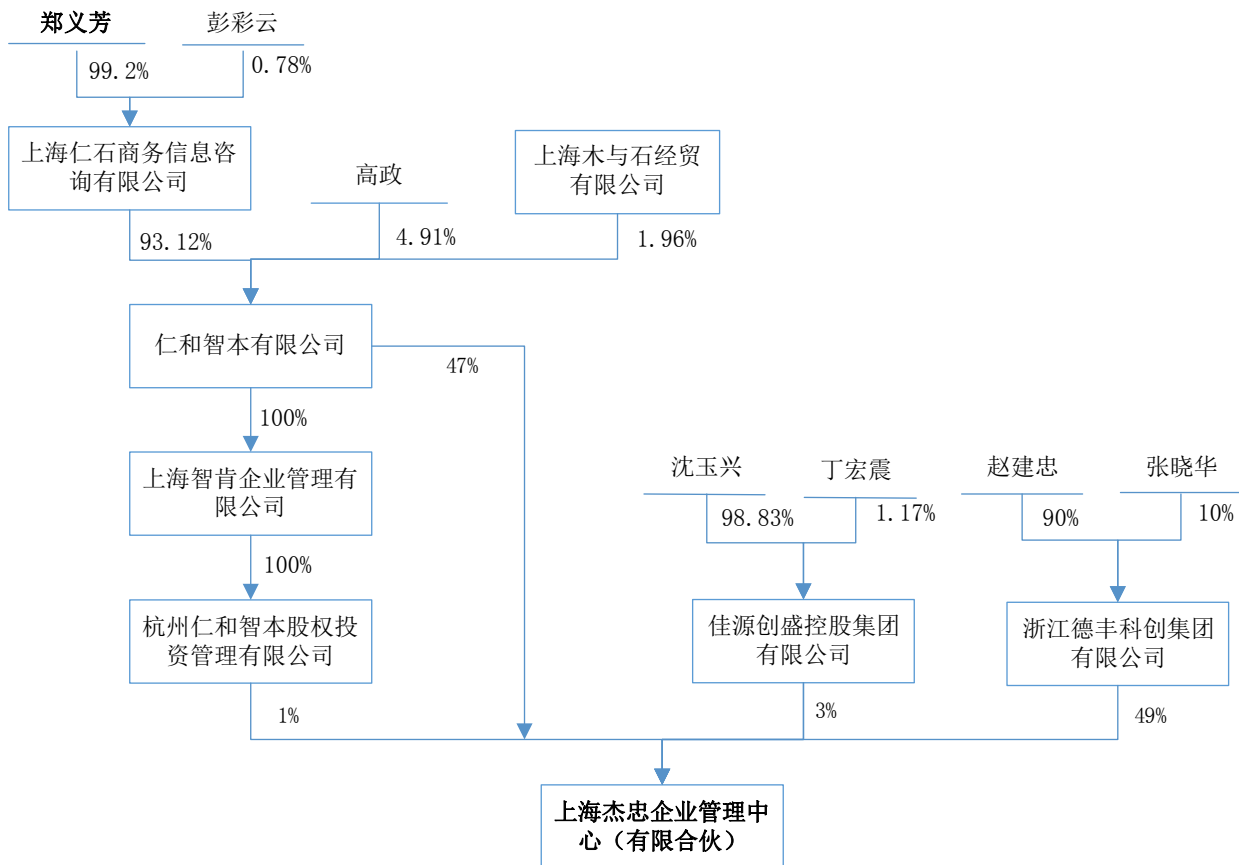 郑义芳
彭彩云
99.2%
0.78%
上海仁石商务信息咨
询有限公司
高政
上海木与石经贸
有限公司
93.12%
4.91%
1.96%
仁和智本有限公司
47%
100%
上海智肯企业管理有
限公司
沈玉兴
丁宏震
赵建忠
张晓华
98.83%
1.17%
90%
10%
100%
杭州仁和智本股权投
资管理有限公司
佳源创盛控股集团
有限公司
浙江德丰科创集团
有限公司
1%
3%
49%
上海杰忠企业管理中
心（有限合伙）